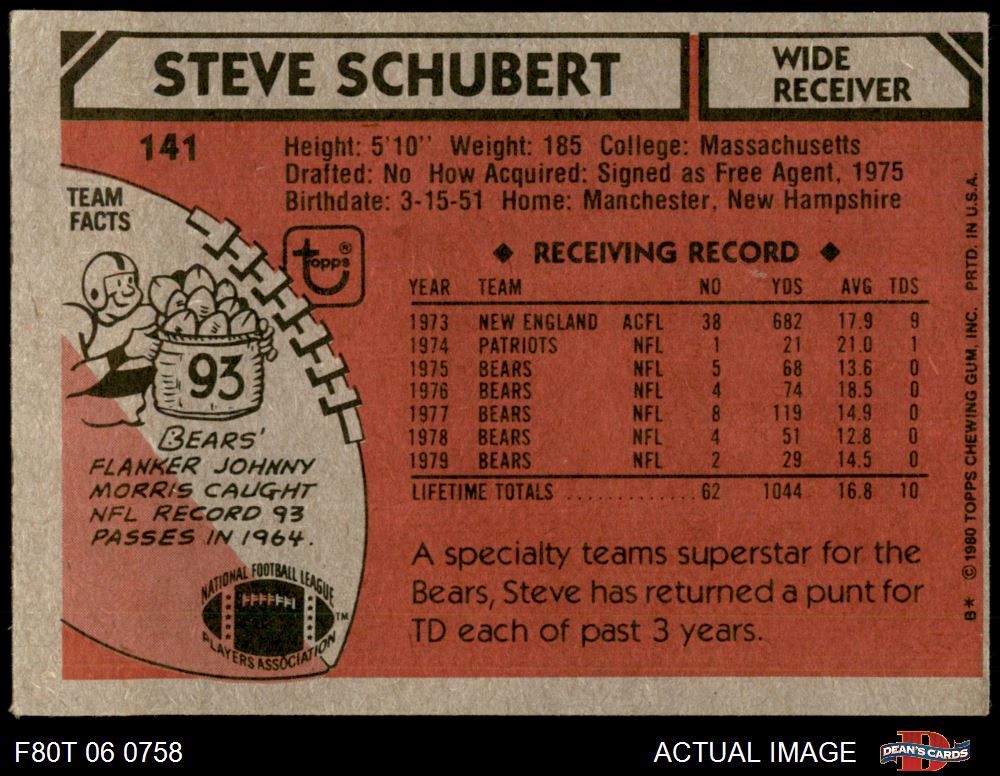 STEVE SCHUBERT
WIDE
RECEIVER
141
Height: 5'10'' Weight: 185 College: Massachusetts
Drafted: No How Acquired: Signed as Free Agent, 1975
Birthdate: 3-15-51 Home: Manchester, New Hampshire
TEAM
FACTS
topps®
93
BEARS'
FLANKER JOHNNY
MORRIS CAUGHT
NFL RECORD 93
PASSES IN 1964.
NATIONAL FOOTBALL LEAGUE
PLAYERS ASSOCIATION
TM
◆ RECEIVING RECORD ◆
YEAR TEAM NO YDS AVG TDS
1973 NEW ENGLAND ACFL 38 682 17.9 9
1974 PATRIOTS NFL 1 21 21.0 1
1975 BEARS NFL 5 68 13.6 0
1976 BEARS NFL 4 74 18.5 0
1977 BEARS NFL 8 119 14.9 0
1978 BEARS NFL 4 51 12.8 0
1979 BEARS NFL 2 29 14.5 0
LIFETIME TOTALS ............ 62 1044 16.8 10
A specialty teams superstar for the
Bears, Steve has returned a punt for
TD each of past 3 years.
B* © 1980 TOPPS CHEWING GUM, INC. PRTD. IN U.S.A.
F80T 06 0758
ACTUAL IMAGE
D
DEAN'S CARDS